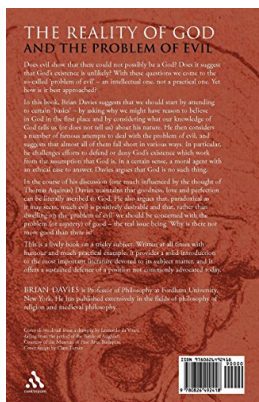 THE REALITY OF GOD
AND THE PROBLEM OF EVIL
Does evil show that there could not possibly be a God? Does it suggest
that God's existence is unlikely? With these questions we come to the
so-called 'problem of evil' – an intellectual one, not a practical one. Yet
how is it best approached?
In this book, Brian Davies suggests that we should start by attending
to certain 'basics' – by asking why we might have reason to believe
in God in the first place and by considering what our knowledge of
God tells us (or does not tell us) about his nature. He then considers
a number of famous attempts to deal with the problem of evil, and
suggests that almost all of them fall short in various ways. In particular,
he challenges efforts to defend or deny God's existence which work
from the assumption that God is, in a certain sense, a moral agent with
an ethical case to answer. Davies argues that God is no such thing.
In the course of his discussion (one much influenced by the thought of
Thomas Aquinas) Davies maintains that goodness, love and perfection
can be literally ascribed to God. He also argues that, paradoxical as
it may seem, much evil is positively desirable and that, rather than
dwelling on the 'problem of evil' we should be concerned with the
problem (or mystery) of good – the real issue being 'Why is there not
more good than there is?'
This is a lively book on a tricky subject. Written at all times with
humour and much practical example. It provides a solid introduction
to the most important literature devoted to its subject matter, and it
offers a sustained defence of a position not commonly advocated today.
BRIAN DAVIES is Professor of Philosophy at Fordham University,
New York. He has published extensively in the fields of philosophy of
religion and medieval philosophy.
Cover design by
continuum
ISBN
90000
9 780826 492418